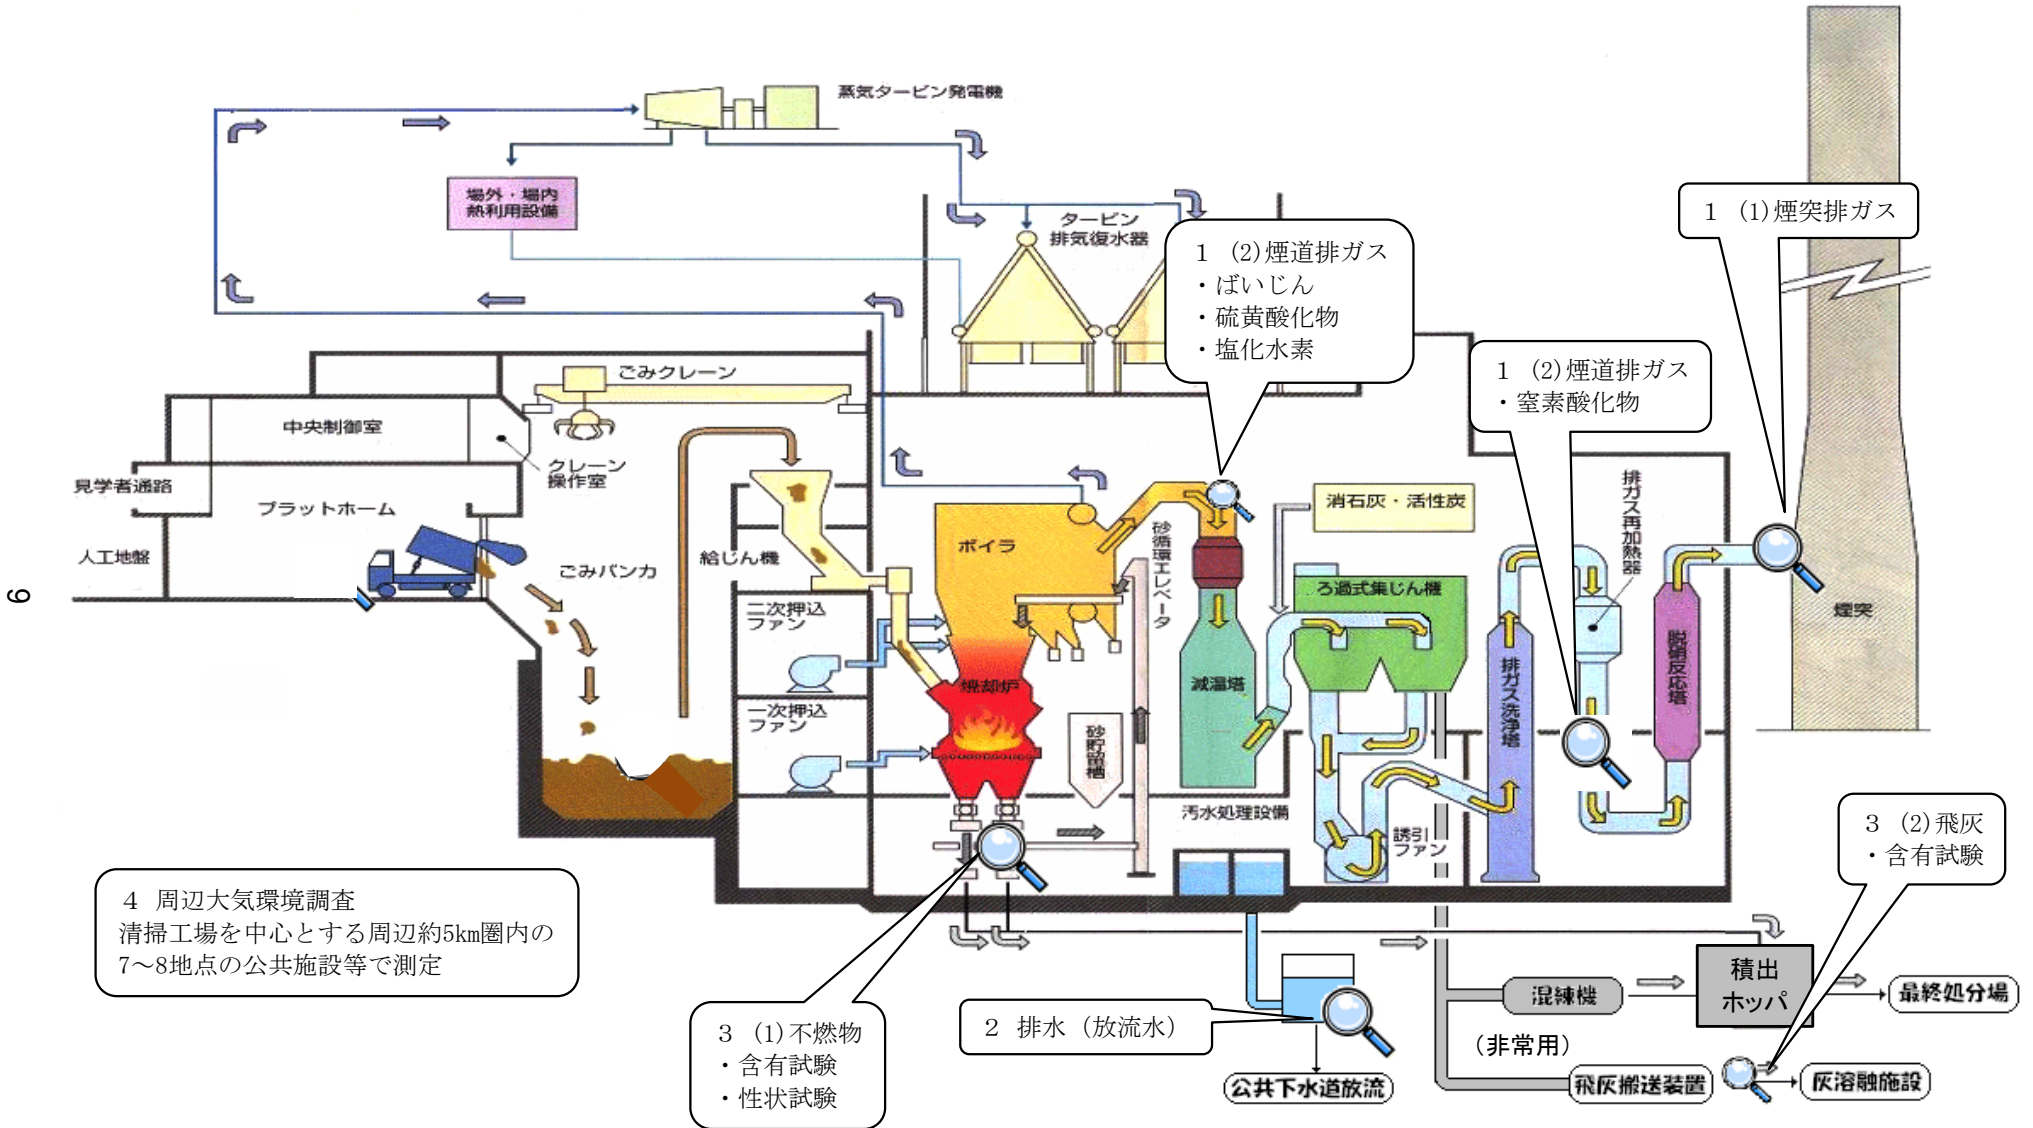 蒸気タービン発電機
場外・場内
熱利用設備
タービン
排気復水器
1 (1)煙突排ガス
1 (2)煙道排ガス
・ばいじん
・硫黄酸化物
・塩化水素
1 (2)煙道排ガス
・窒素酸化物
ごみクレーン
中央制御室
クレーン
操作室
見学者通路
プラットホーム
人工地盤
ごみバンカ
給じん機
二次押込
ファン
一次押込
ファン
ボイラ
焼却炉
砂循環エレベータ
砂貯留槽
消石灰・活性炭
減温塔
ろ過式集じん機
排ガス洗浄塔
排ガス再加熱器
脱硝反応塔
煙突
汚水処理設備
誘引
ファン
9
4 周辺大気環境調査
清掃工場を中心とする周辺約5km圏内の
7～8地点の公共施設等で測定
3 (1)不燃物
・含有試験
・性状試験
2 排水（放流水）
公共下水道放流
3 (2)飛灰
・含有試験
混練機
積出
ホッパ
最終処分場
（非常用）
飛灰搬送装置
灰溶融施設